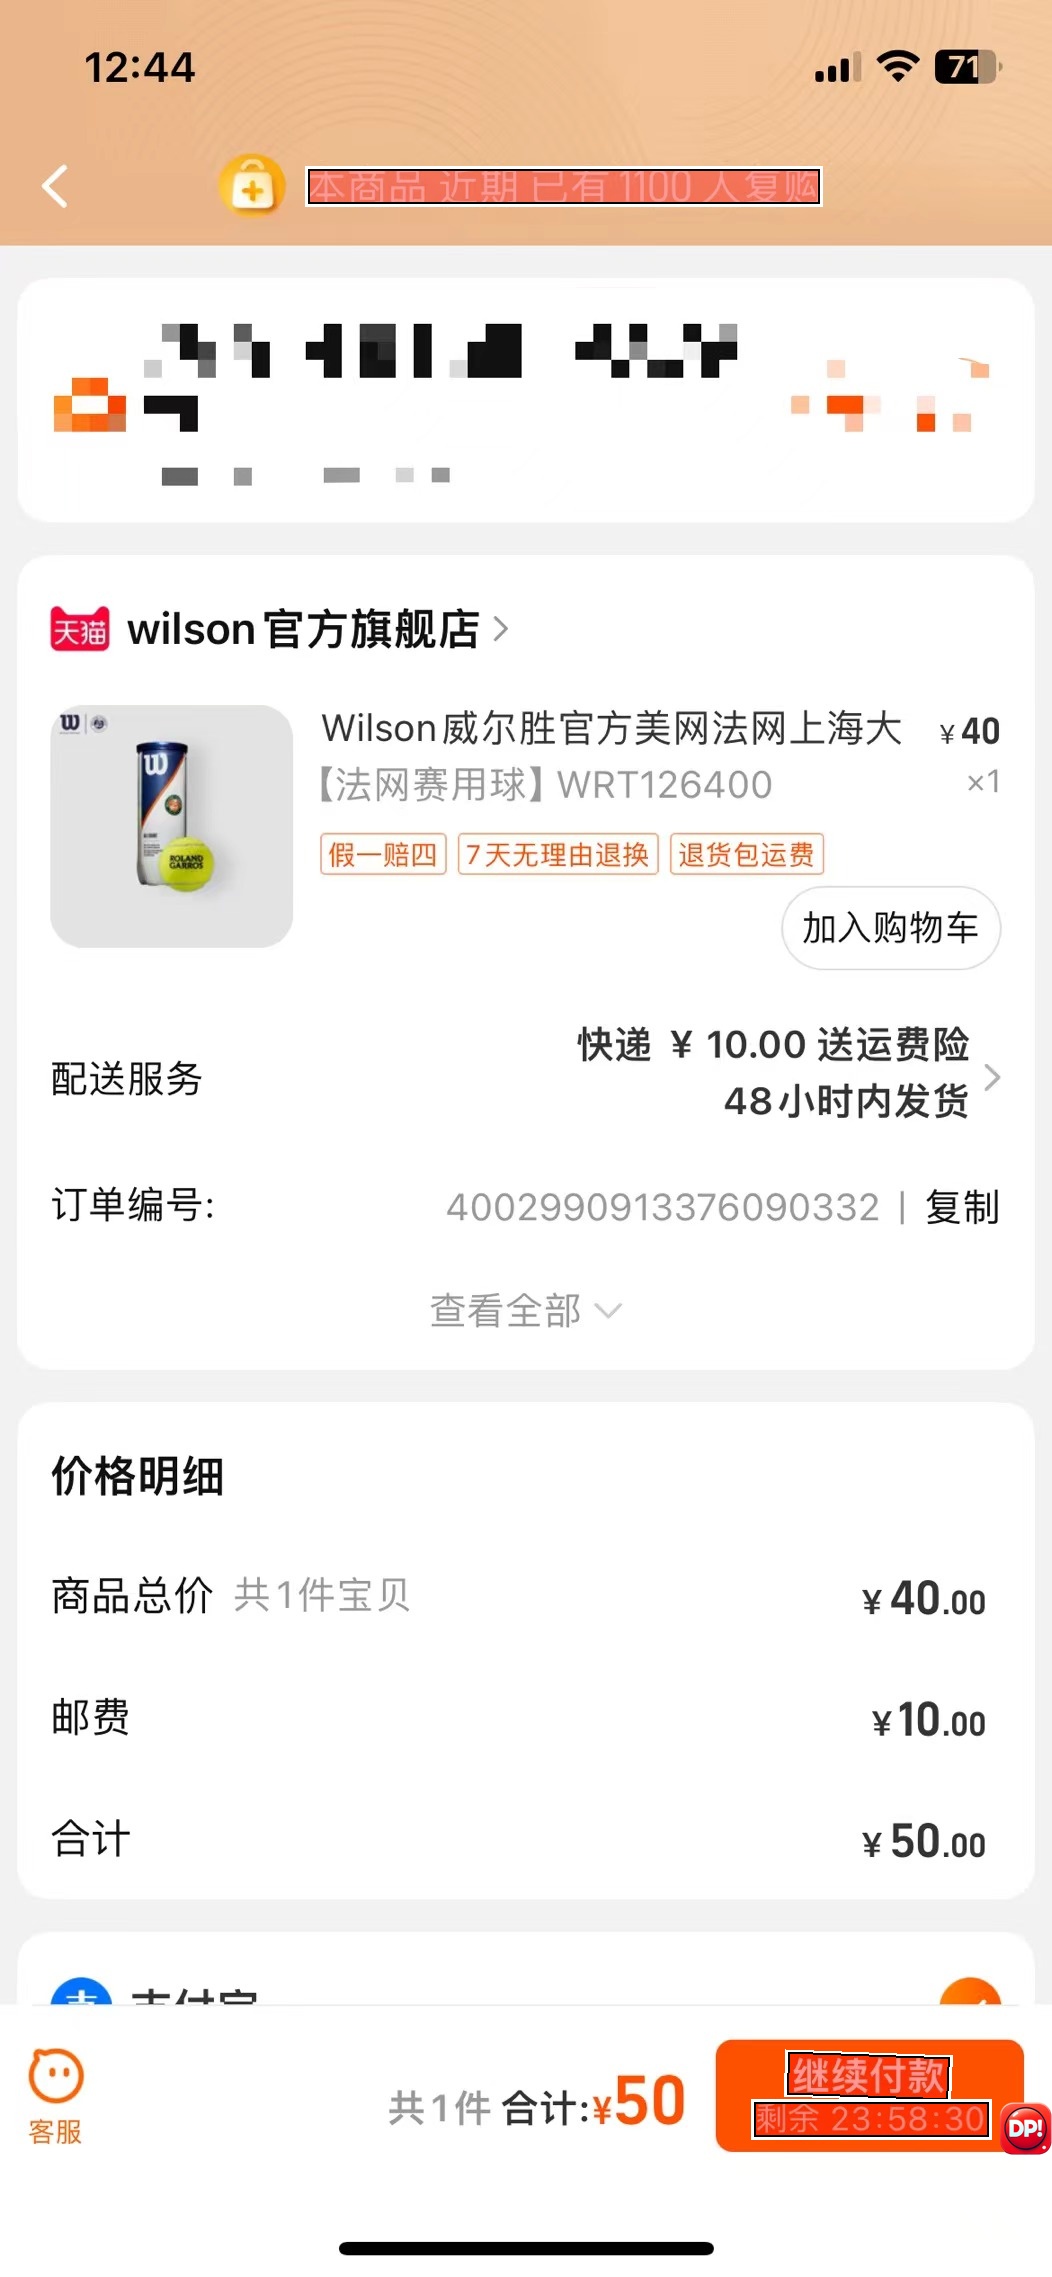 12:44
71
本商品 近期 已有 1100 人复购
天猫 wilson官方旗舰店
Wilson威尔胜官方美网法网上海大 ¥40
【法网赛用球】WRT126400 ×1
ROLAND
GARROS
假一赔四 7天无理由退换 退货包运费
加入购物车
快递 ¥ 10.00 送运费险
配送服务
48小时内发货
订单编号: 4002990913376090332 | 复制
查看全部
价格明细
商品总价 共1件宝贝 ¥40.00
邮费 ¥10.00
合计 ¥50.00
支付宝
共1件 合计:¥50
继续付款
剩余 23:58:30
客服
DP!